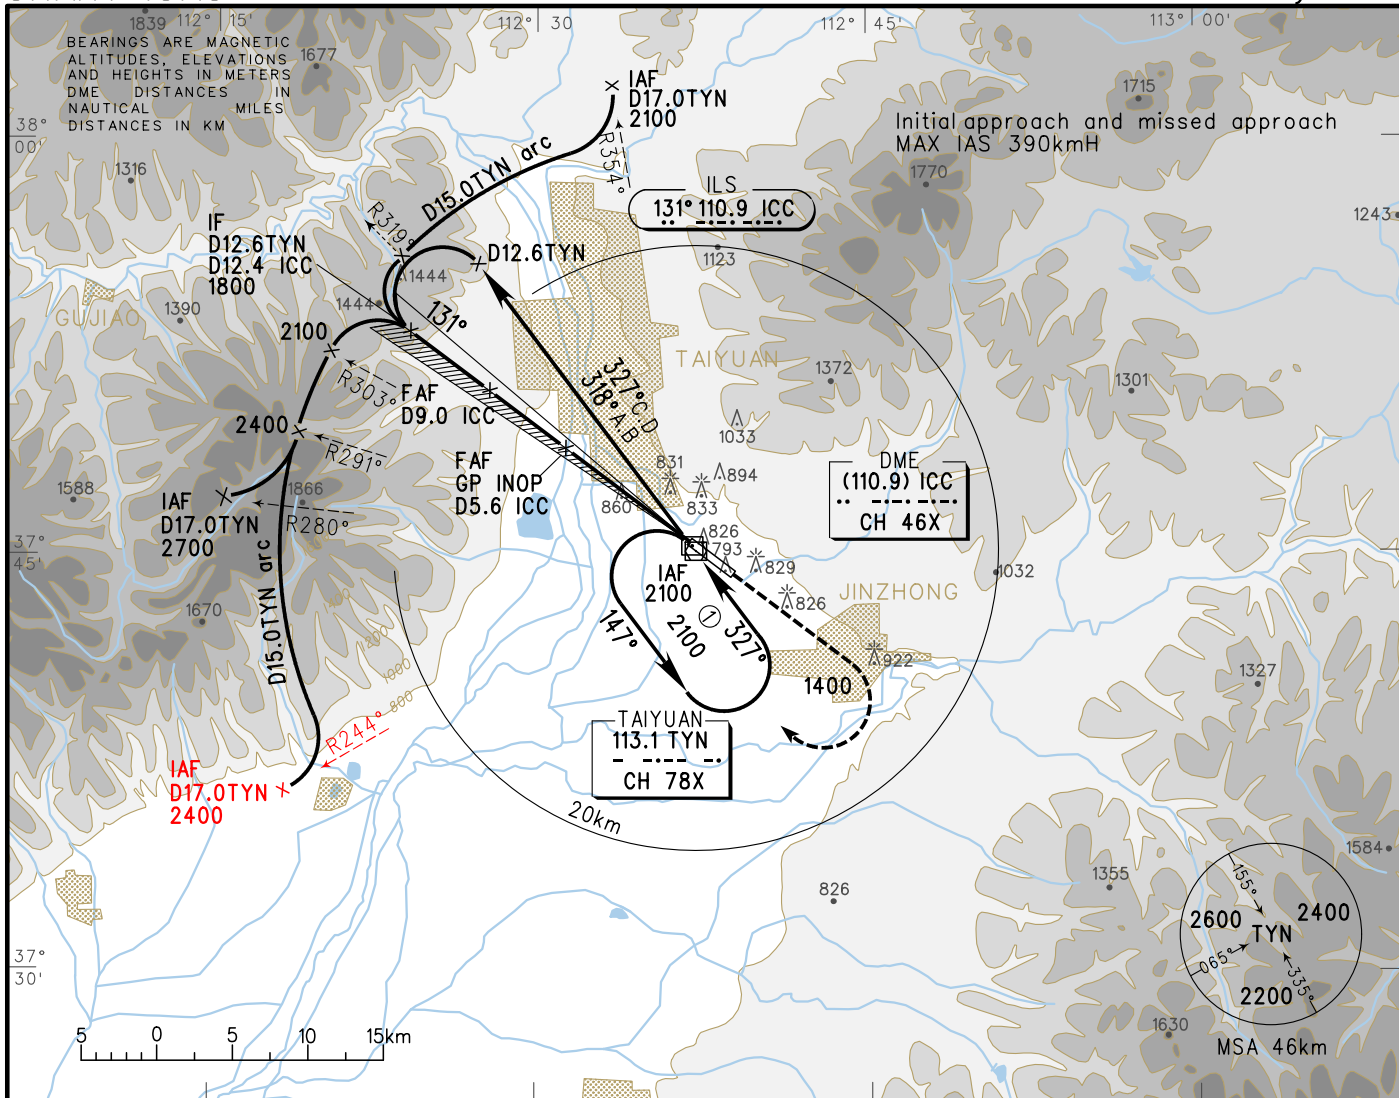 112° 15'
112° 30
112° 45'
113° 00'
1839
BEARINGS ARE MAGNETIC
ALTITUDES, ELEVATIONS
AND HEIGHTS IN METERS
DME DISTANCES IN
NAUTICAL MILES
DISTANCES IN KM
1677
IAF
D17.0TYN
2100
1715
Initial approach and missed approach
MAX IAS 390kmH
38°
00'
R354°
D15.0TYN arc
1316
1770
ILS
131° 110.9 ICC
1243
R319°
IF
D12.6TYN
D12.4 ICC
1800
D12.6TYN
1123
1444
1444
1390
GUJIAO
131°
2100
TAIYUAN
327°C.D
318°A.B
1372
1301
R303°
FAF
D9.0 ICC
2400
1033
R291°
FAF
GP INOP
D5.6 ICC
831
894
833
860
DME
(110.9) ICC
CH 46X
1588
IAF
D17.0TYN
2700
1866
R280°
826
793
829
37°
45'
IAF
2100
1032
JINZHONG
826
1400
1200
1000
800
1670
D15.0TYN arc
147°
2100
1
327°
922
1400
1327
TAIYUAN
113.1 TYN
CH 78X
R244°
IAF
D17.0TYN
2400
20km
1584
1355
826
155°
2600
2400
TYN
065°
335°
2200
MSA 46km
37°
30'
1630
5 0 5 10 15km